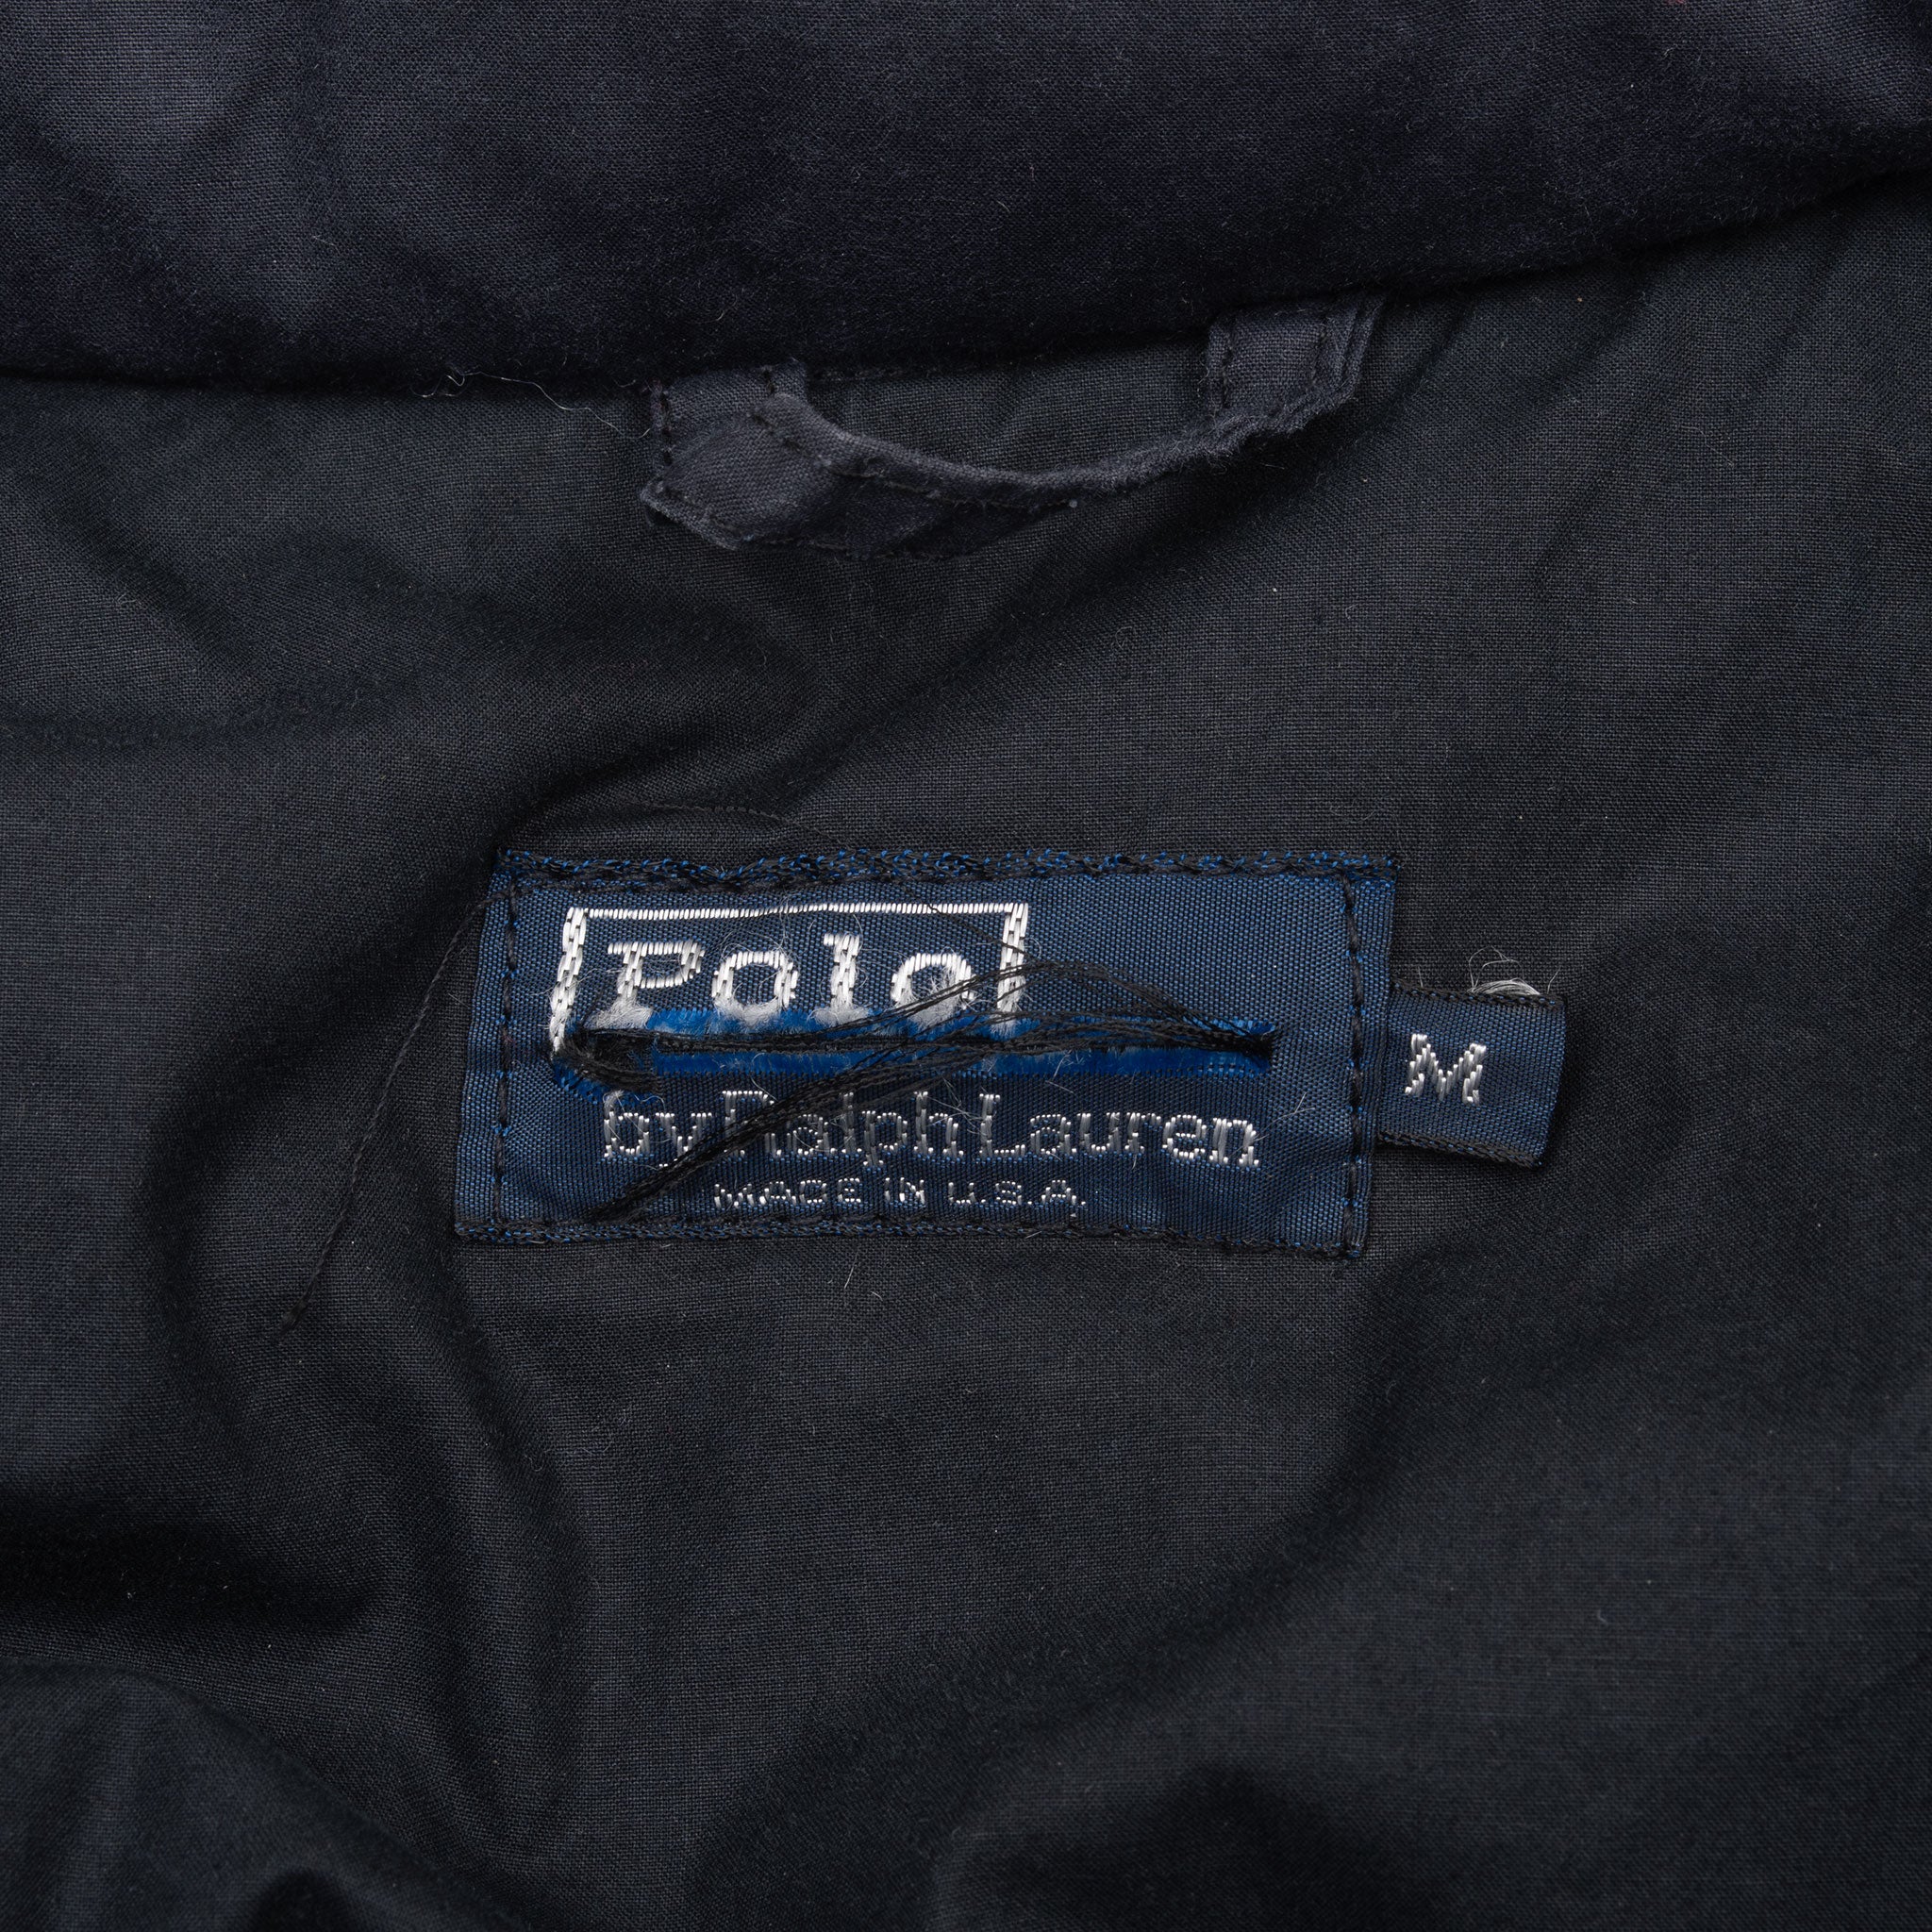 Polo
by Ralph Lauren
MADE IN U.S.A.
M